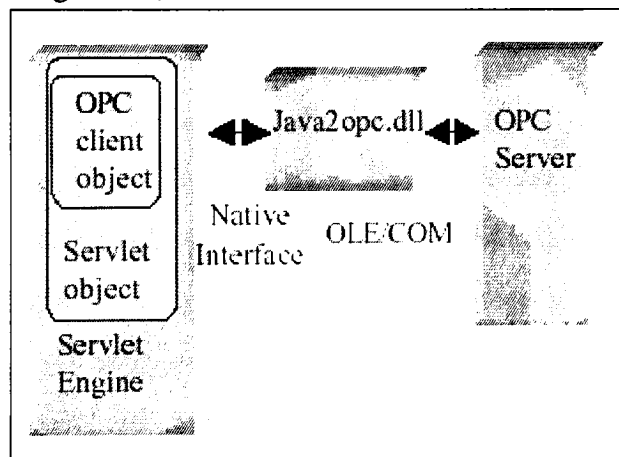 OPC
client
object
Servlet
object
Servlet
Engine
Native
Interface
Java2opc.dll
OLE/COM
OPC
Server